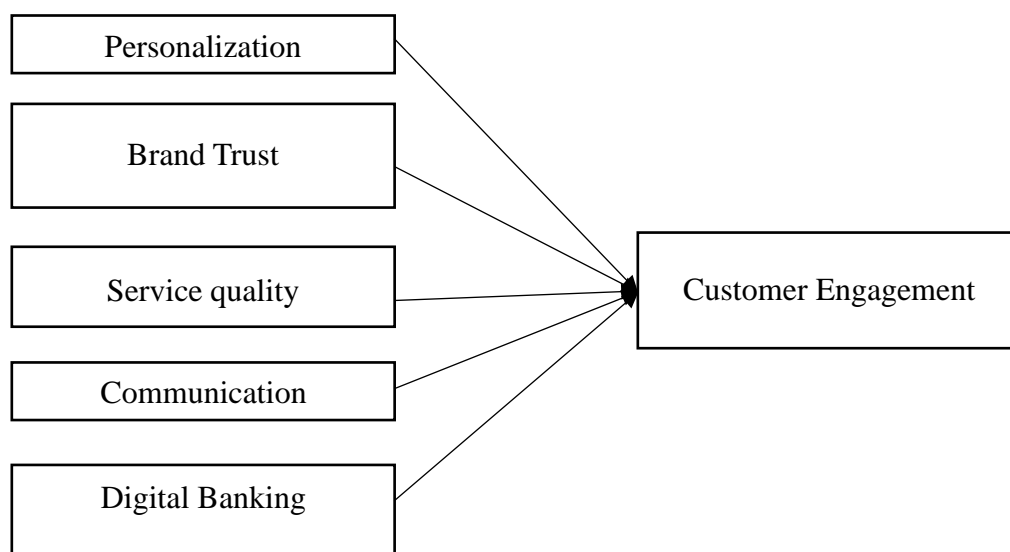 Personalization
Brand Trust
Service quality
Customer Engagement
Communication
Digital Banking